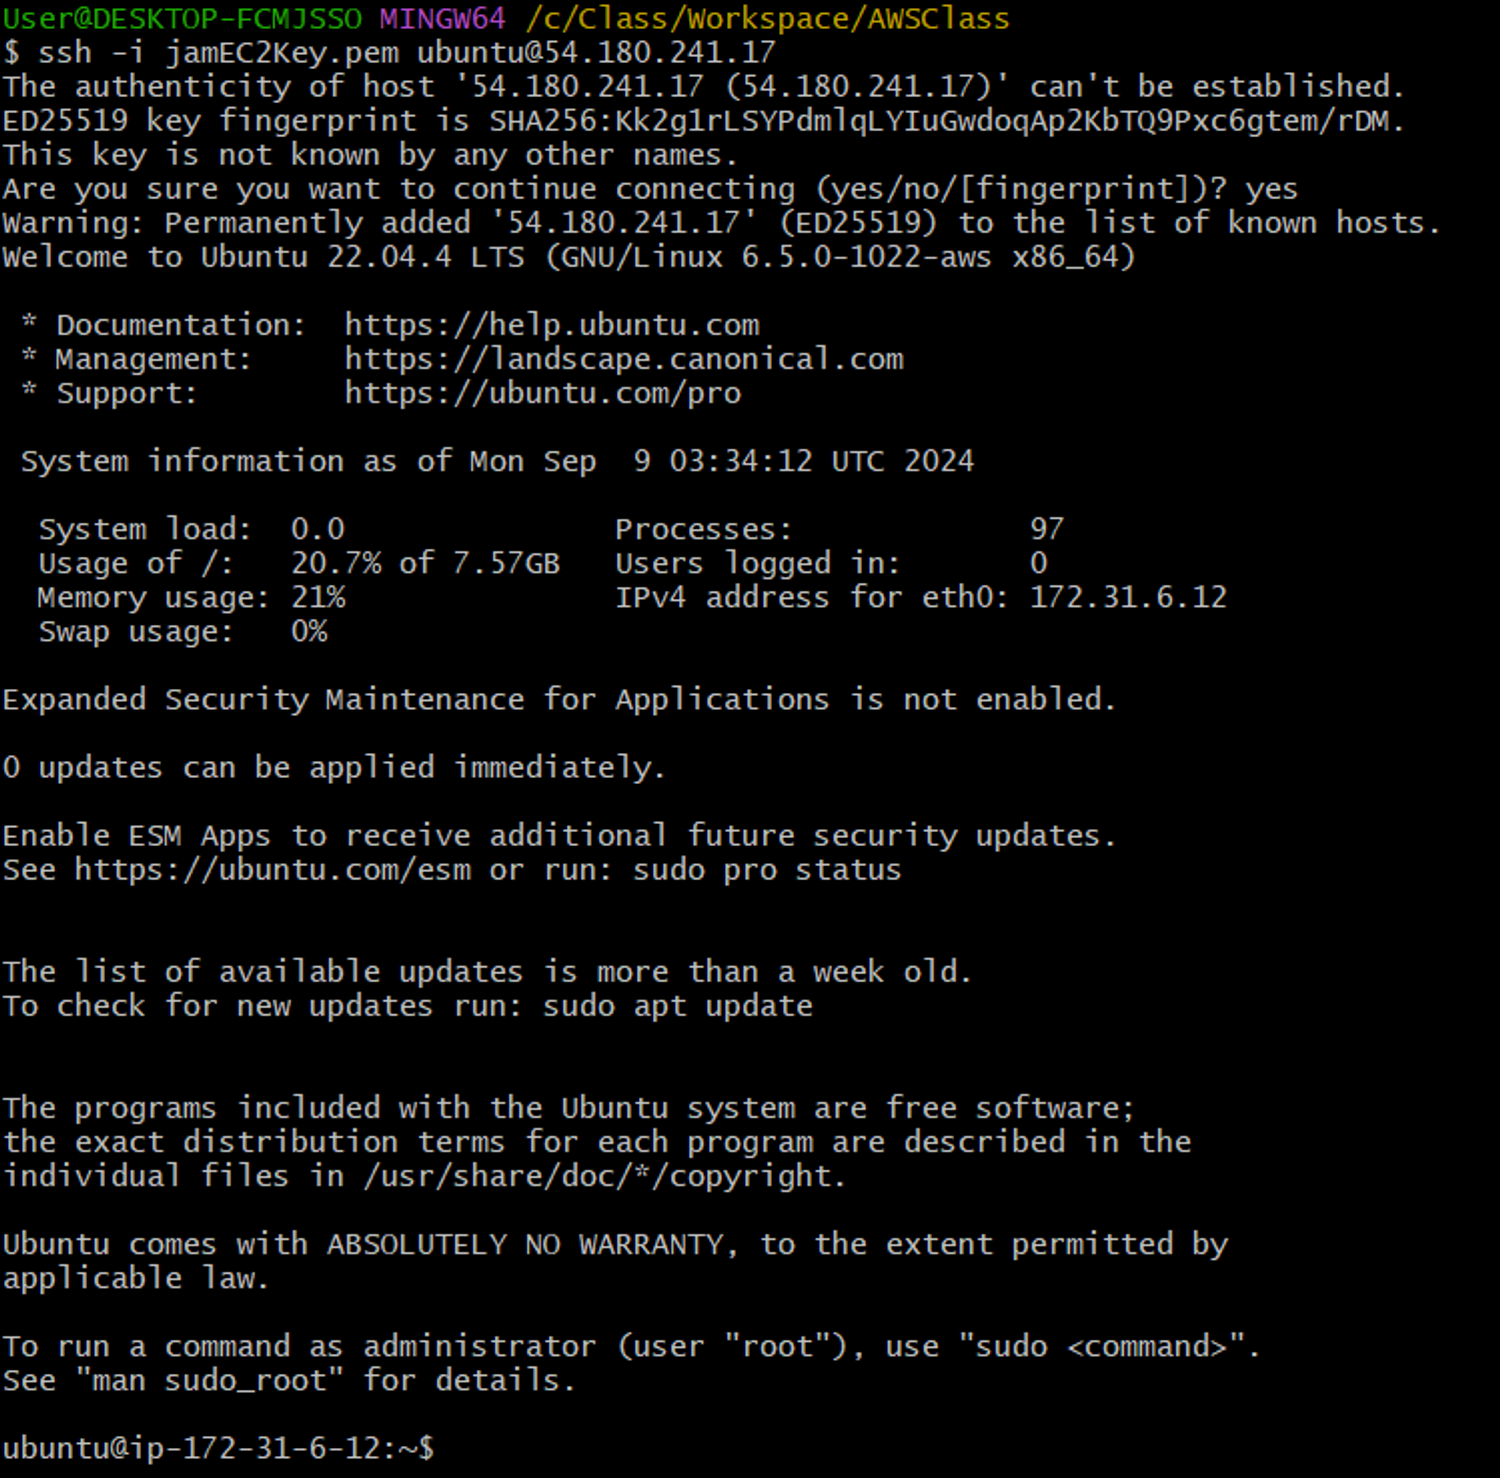 User@DESKTOP-FCMJSSO MINGW64 /c/Class/Workspace/AWSClass
$ ssh -i jamEC2Key.pem ubuntu@54.180.241.17
The authenticity of host '54.180.241.17 (54.180.241.17)' can't be established.
ED25519 key fingerprint is SHA256:Kk2g1rLSYPdmlqLYIuGwdoqAp2KbTQ9Pxc6gtem/rDM.
This key is not known by any other names.
Are you sure you want to continue connecting (yes/no/[fingerprint])? yes
Warning: Permanently added '54.180.241.17' (ED25519) to the list of known hosts.
Welcome to Ubuntu 22.04.4 LTS (GNU/Linux 6.5.0-1022-aws x86_64)

 * Documentation:  https://help.ubuntu.com
 * Management:     https://landscape.canonical.com
 * Support:        https://ubuntu.com/pro

 System information as of Mon Sep  9 03:34:12 UTC 2024

  System load:  0.0               Processes:             97
  Usage of /:   20.7% of 7.57GB   Users logged in:       0
  Memory usage: 21%               IPv4 address for eth0: 172.31.6.12
  Swap usage:   0%

Expanded Security Maintenance for Applications is not enabled.

0 updates can be applied immediately.

Enable ESM Apps to receive additional future security updates.
See https://ubuntu.com/esm or run: sudo pro status

The list of available updates is more than a week old.
To check for new updates run: sudo apt update

The programs included with the Ubuntu system are free software;
the exact distribution terms for each program are described in the
individual files in /usr/share/doc/*/copyright.

Ubuntu comes with ABSOLUTELY NO WARRANTY, to the extent permitted by
applicable law.

To run a command as administrator (user "root"), use "sudo <command>".
See "man sudo_root" for details.

ubuntu@ip-172-31-6-12:~$